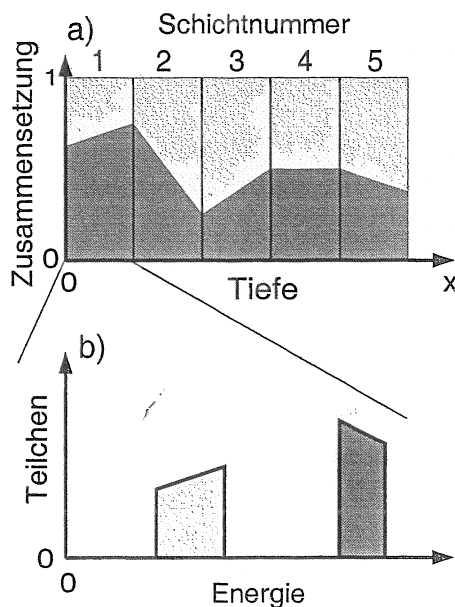 Schichtnummer
a)
1 2 3 4 5
1
Zusammensetzung
0
0
Tiefe
x
b)
Teilchen
0
0
Energie